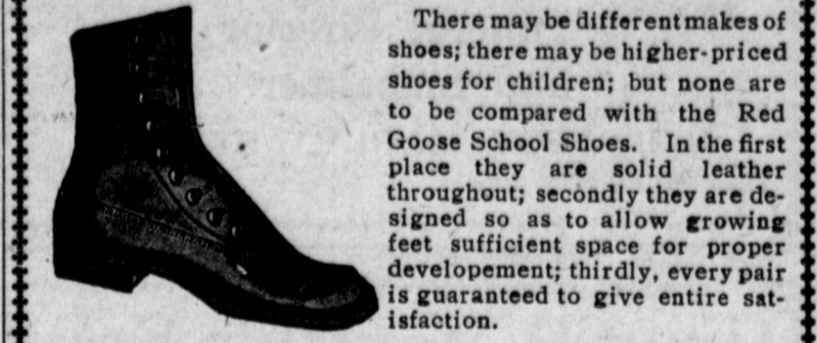 There may be different makes of
shoes; there may be higher-priced
shoes for children; but none are
to be compared with the Red
Goose School Shoes. In the first
place they are solid leather
throughout; secondly they are de-
signed so as to allow growing
feet sufficient space for proper
developement; thirdly, every pair
is guaranteed to give entire sat-
isfaction.